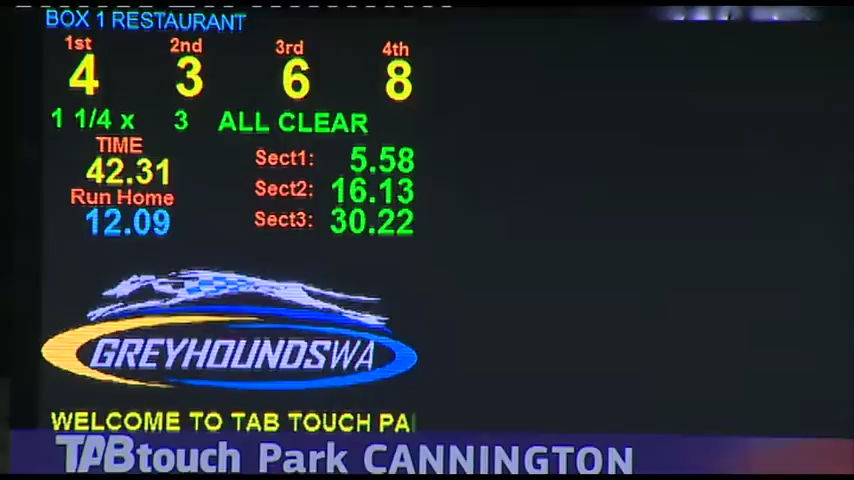 BOX 1 RESTAURANT
1st 2nd 3rd 4th
4 3 6 8
1 1/4 x 3 ALL CLEAR
TIME
42.31
Run Home
12.09
Sect1: 5.58
Sect2: 16.13
Sect3: 30.22
GREYHOUNDSWA
WELCOME TO TAB TOUCH PA
TABtouch Park CANNINGTON